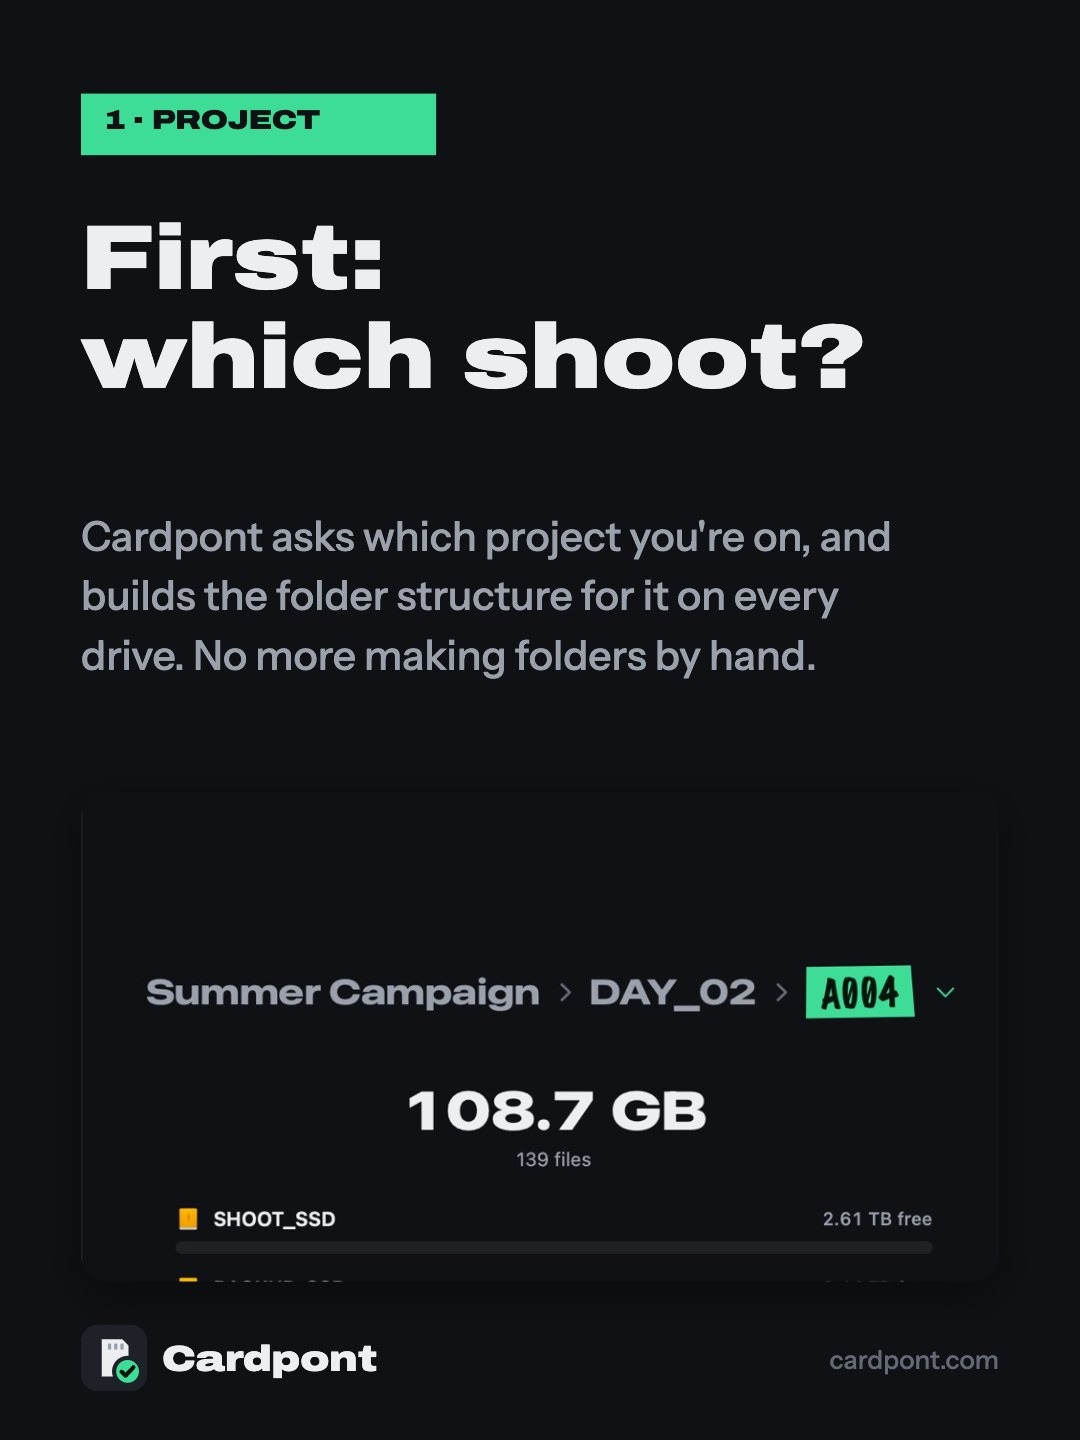 1 · PROJECT
First:
which shoot?
Cardpont asks which project you're on, and
builds the folder structure for it on every
drive. No more making folders by hand.
Summer Campaign > DAY_02 > A004
108.7 GB
139 files
SHOOT_SSD 2.61 TB free
Cardpont cardpont.com